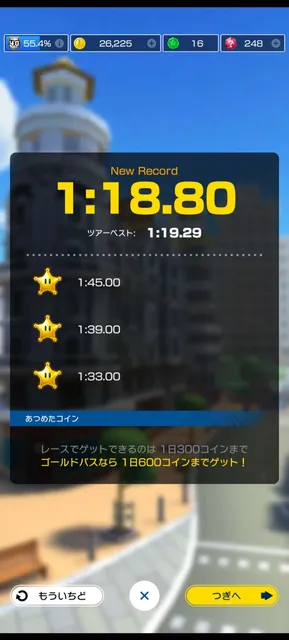 55.4%
26,225
16
248
New Record
1:18.80
ツアーベスト: 1:19.29
1:45.00
1:39.00
1:33.00
あつめたコイン
レースでゲットできるのは 1日300コインまで
ゴールドパスなら 1日600コインまでゲット!
もういちど
つぎへ